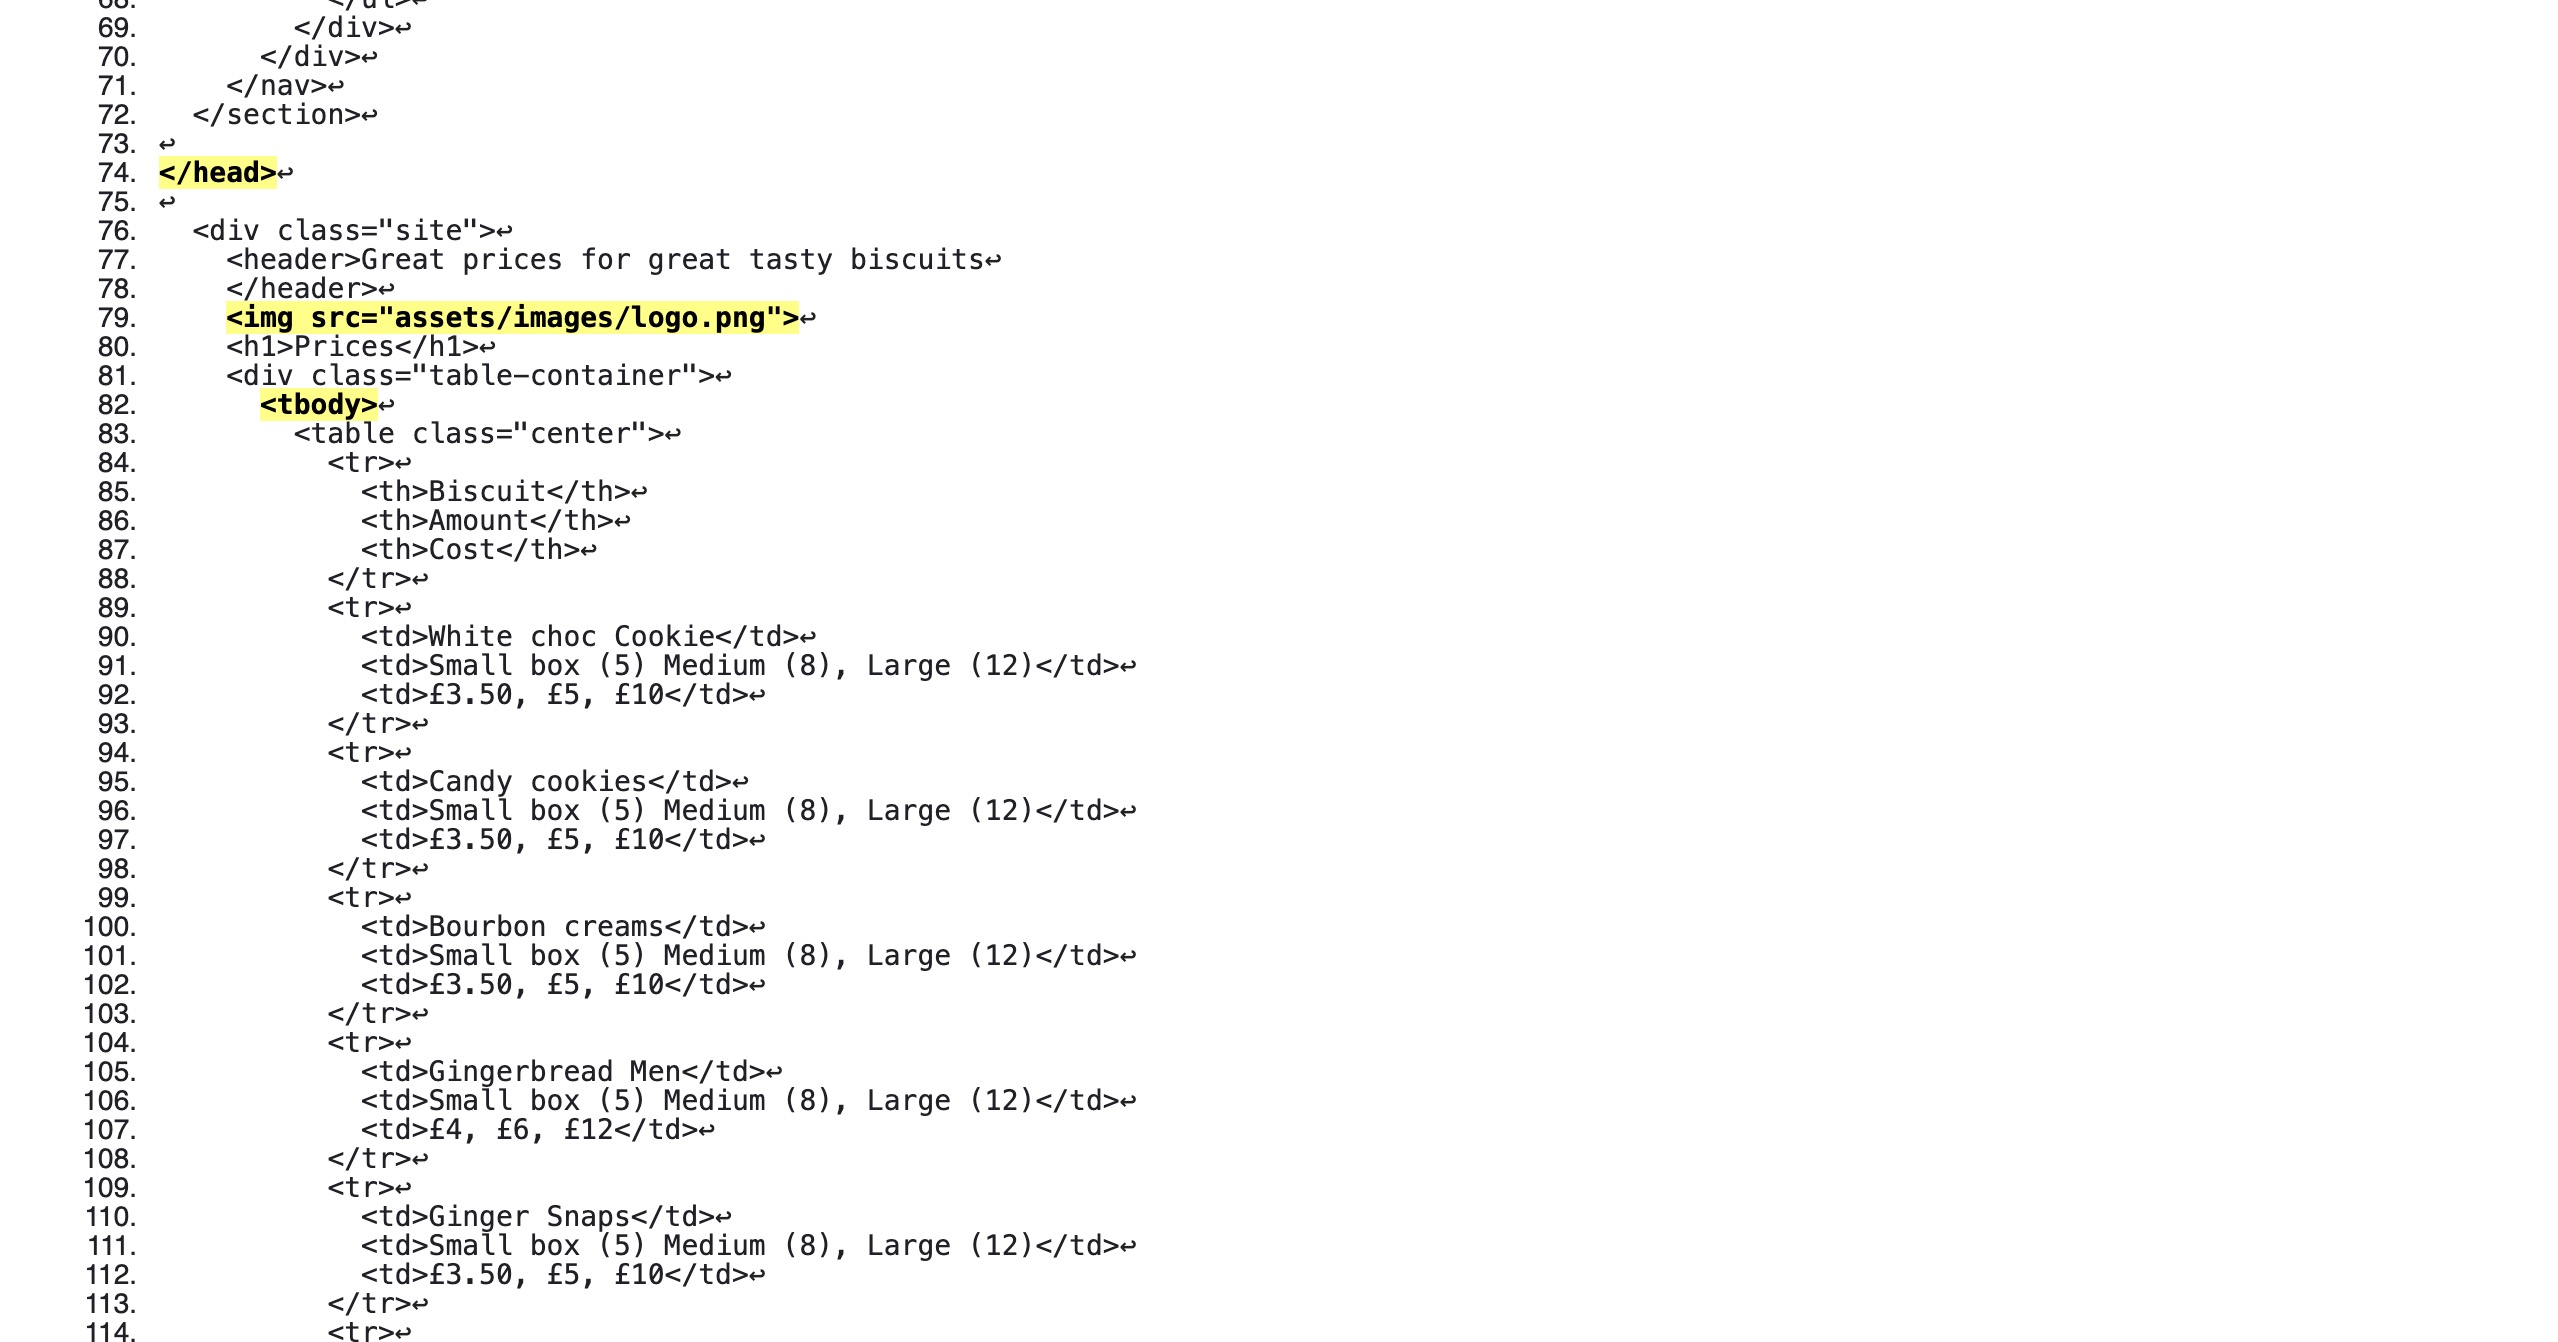 68.           </ul>↩
69.         </div>↩
70.       </div>↩
71.     </nav>↩
72.   </section>↩
73. ↩
74. </head>↩
75. ↩
76.   <div class="site">↩
77.     <header>Great prices for great tasty biscuits↩
78.     </header>↩
79.     <img src="assets/images/logo.png">↩
80.     <h1>Prices</h1>↩
81.     <div class="table-container">↩
82.       <tbody>↩
83.         <table class="center">↩
84.           <tr>↩
85.             <th>Biscuit</th>↩
86.             <th>Amount</th>↩
87.             <th>Cost</th>↩
88.           </tr>↩
89.           <tr>↩
90.             <td>White choc Cookie</td>↩
91.             <td>Small box (5) Medium (8), Large (12)</td>↩
92.             <td>£3.50, £5, £10</td>↩
93.           </tr>↩
94.           <tr>↩
95.             <td>Candy cookies</td>↩
96.             <td>Small box (5) Medium (8), Large (12)</td>↩
97.             <td>£3.50, £5, £10</td>↩
98.           </tr>↩
99.           <tr>↩
100.             <td>Bourbon creams</td>↩
101.             <td>Small box (5) Medium (8), Large (12)</td>↩
102.             <td>£3.50, £5, £10</td>↩
103.           </tr>↩
104.           <tr>↩
105.             <td>Gingerbread Men</td>↩
106.             <td>Small box (5) Medium (8), Large (12)</td>↩
107.             <td>£4, £6, £12</td>↩
108.           </tr>↩
109.           <tr>↩
110.             <td>Ginger Snaps</td>↩
111.             <td>Small box (5) Medium (8), Large (12)</td>↩
112.             <td>£3.50, £5, £10</td>↩
113.           </tr>↩
114.           <tr>↩